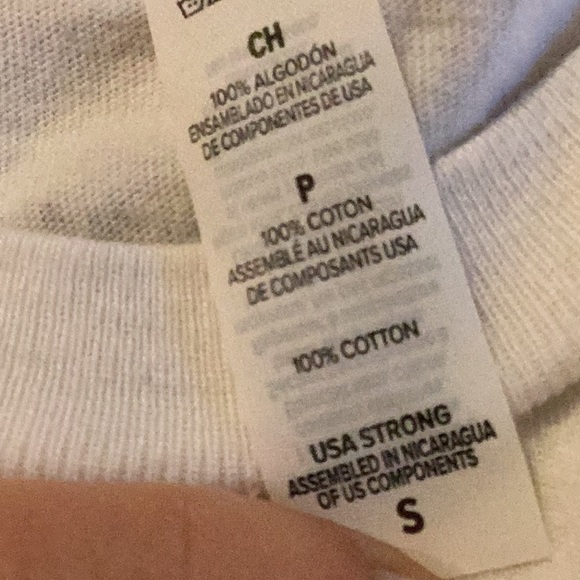 CH
100% ALGODÓN
ENSAMBLADO EN NICARAGUA
DE COMPONENTES DE USA
P
100% COTON
ASSEMBLÉ AU NICARAGUA
DE COMPOSANTS USA
100% COTTON
USA STRONG
ASSEMBLED IN NICARAGUA
OF US COMPONENTS
S